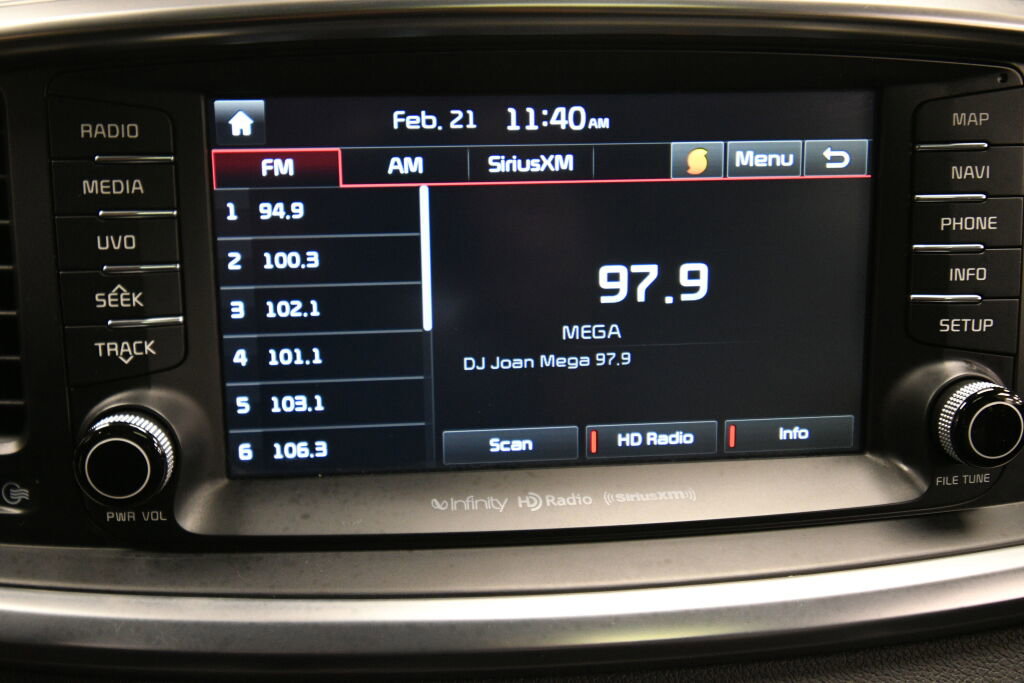 RADIO
MEDIA
UVO
SEEK
TRACK
PWR VOL
Feb. 21 11:40 AM
FM AM SiriusXM Menu
1 94.9
2 100.3
3 102.1
4 101.1
5 103.1
6 106.3
97.9
MEGA
DJ Joan Mega 97.9
Scan HD Radio Info
Infinity HD Radio ((SiriusXM))
MAP
NAVI
PHONE
INFO
SETUP
FILE TUNE